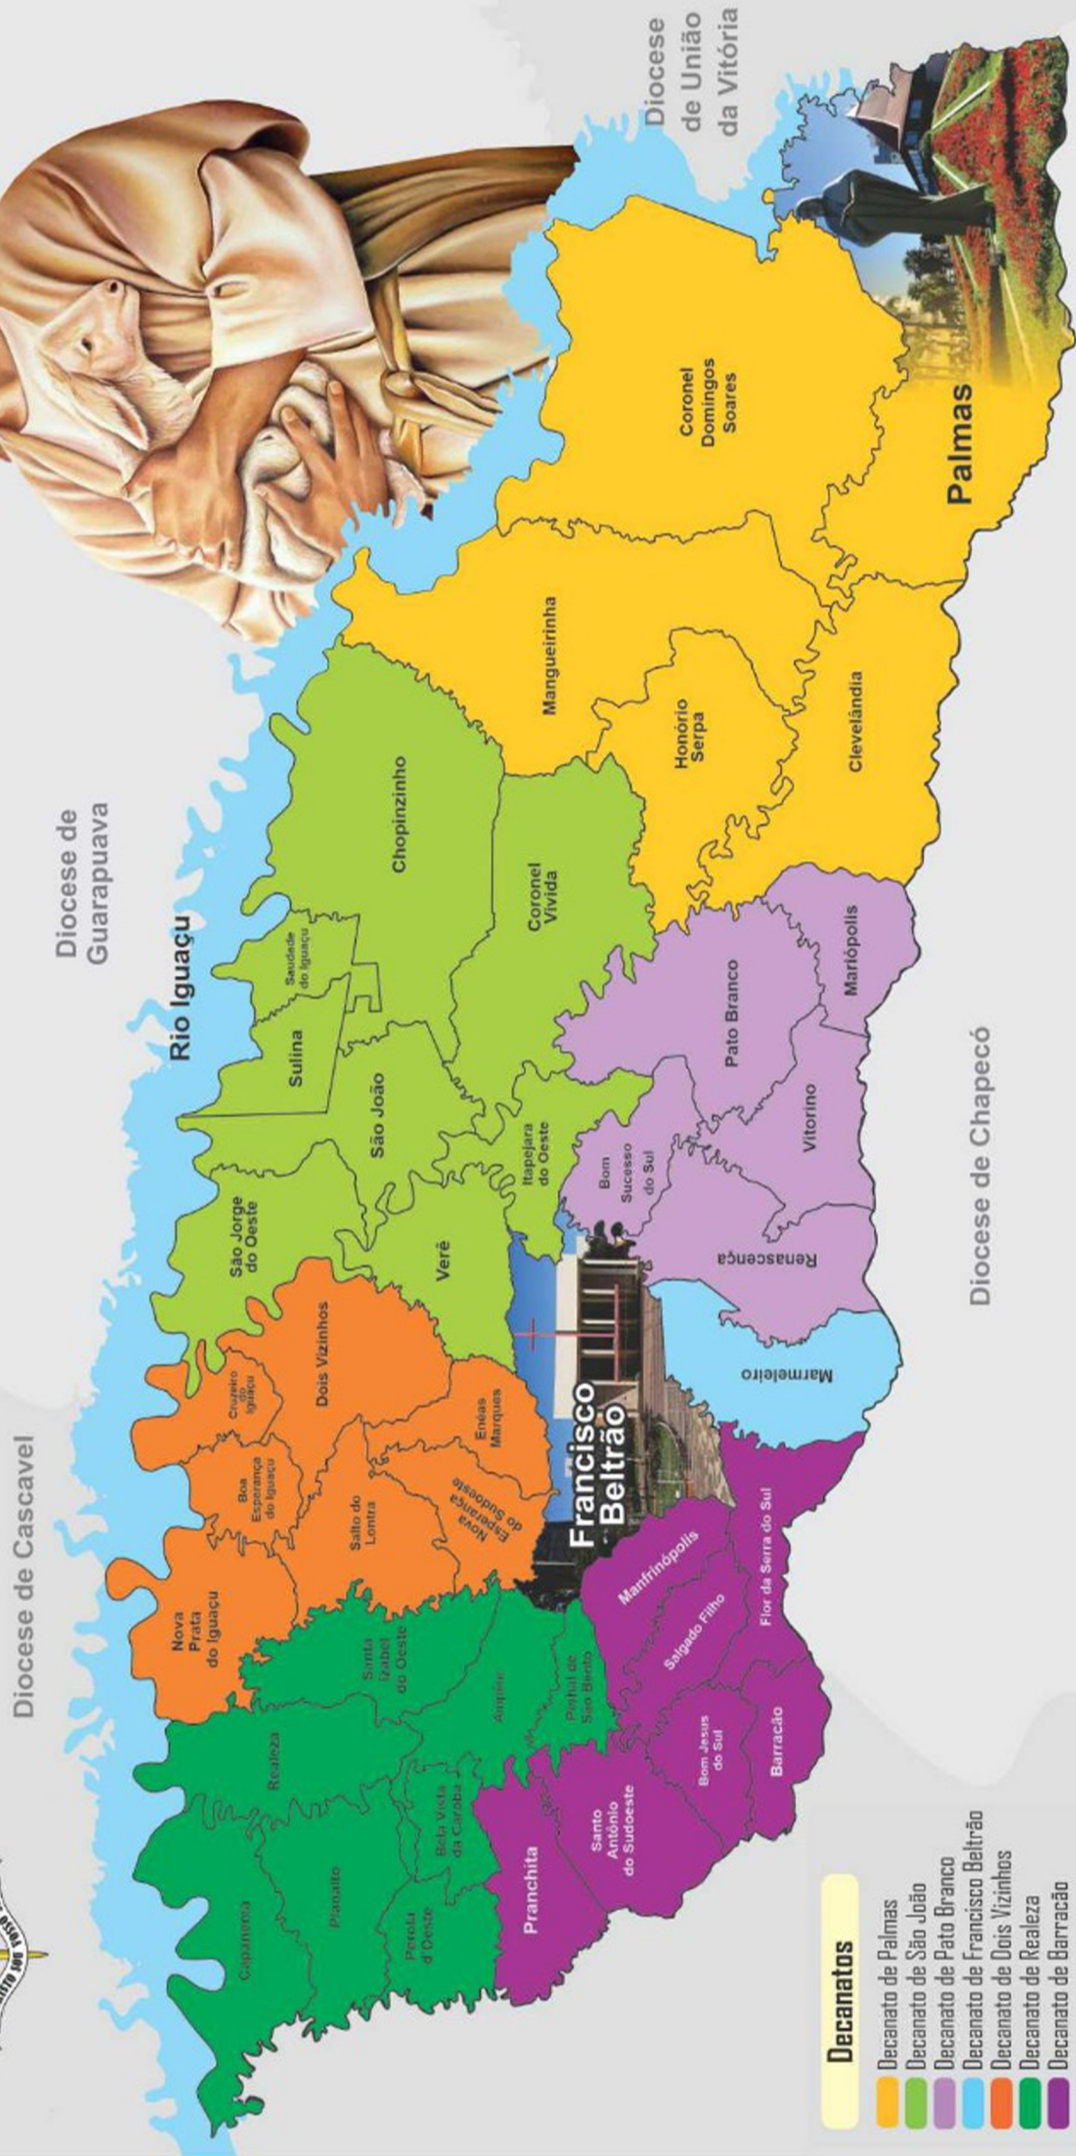 Diocese de Cascavel
Diocese de
Guarapuava
Diocese
de União
da Vitória
Rio Iguaçu
Capanema
Planalto
Pérola
d'Oeste
Bela Vista
da Caroba
Realeza
Santa
Izabel
do Oeste
Ampére
Pinhal de
São Bento
Pranchita
Santo
Antônio
do Sudoeste
Bom Jesus
do Sul
Barracão
Salgado Filho
Manfrinópolis
Flor da Serra do Sul
Nova
Prata
do Iguaçu
Boa
Esperança
do Iguaçu
Cruzeiro
do
Iguaçu
Salto do
Lontra
Dois Vizinhos
Nova
Esperança
do Sudoeste
Enéas
Marques
Francisco
Beltrão
Marmeleiro
São Jorge
do Oeste
Verê
São João
Sulina
Saudade
do Iguaçu
Itapejara
do Oeste
Chopinzinho
Coronel
Vivida
Bom
Sucesso
do Sul
Renascença
Vitorino
Pato Branco
Mariópolis
Mangueirinha
Honório
Serpa
Clevelândia
Coronel
Domingos
Soares
Palmas
Diocese de Chapecó
Decanatos
Decanato de Palmas
Decanato de São João
Decanato de Pato Branco
Decanato de Francisco Beltrão
Decanato de Dois Vizinhos
Decanato de Realeza
Decanato de Barracão